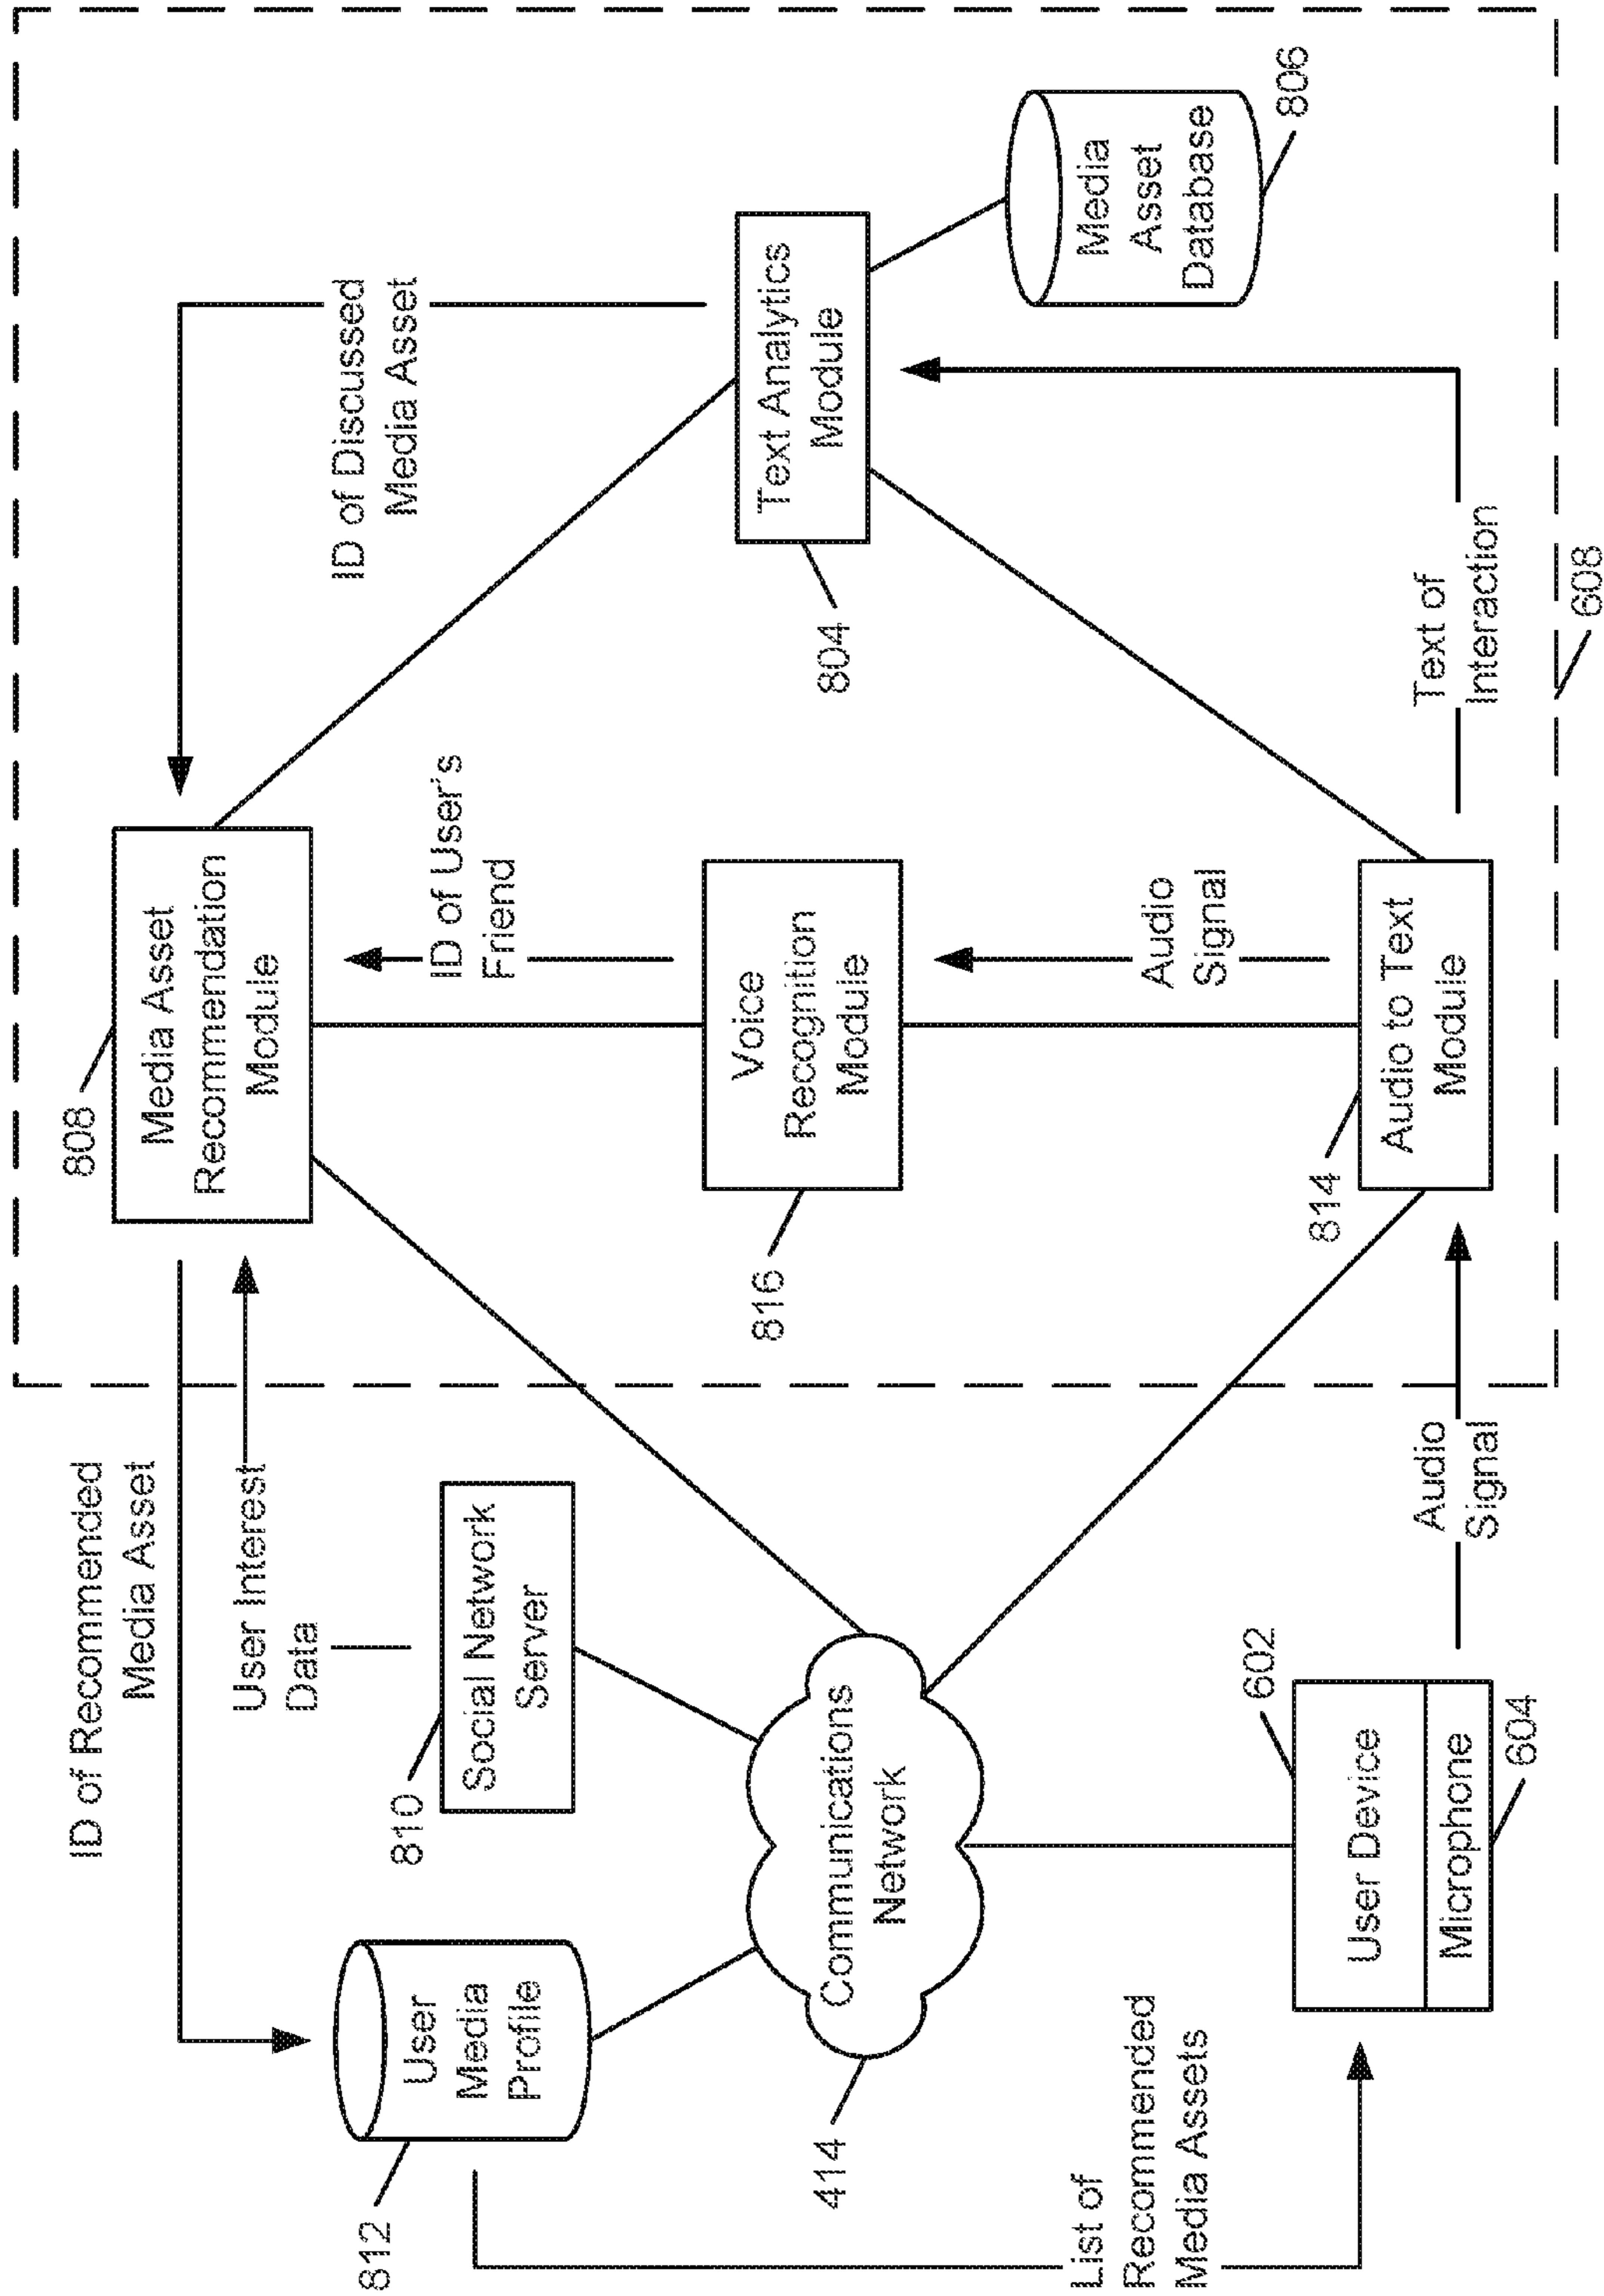 ID of Recommended
Media Asset
User Interest
Data
808
Media Asset
Recommendation
Module
ID of Discussed
Media Asset
812
User
Media
Profile
810
Social Network
Server
ID of User's
Friend
816
Voice
Recognition
Module
804
Text Analytics
Module
Media
Asset
Database
806
414
Communications
Network
Audio
Signal
List of
Recommended
Media Assets
602
User Device
Microphone
604
Audio
Signal
814
Audio to Text
Module
Text of
Interaction
608